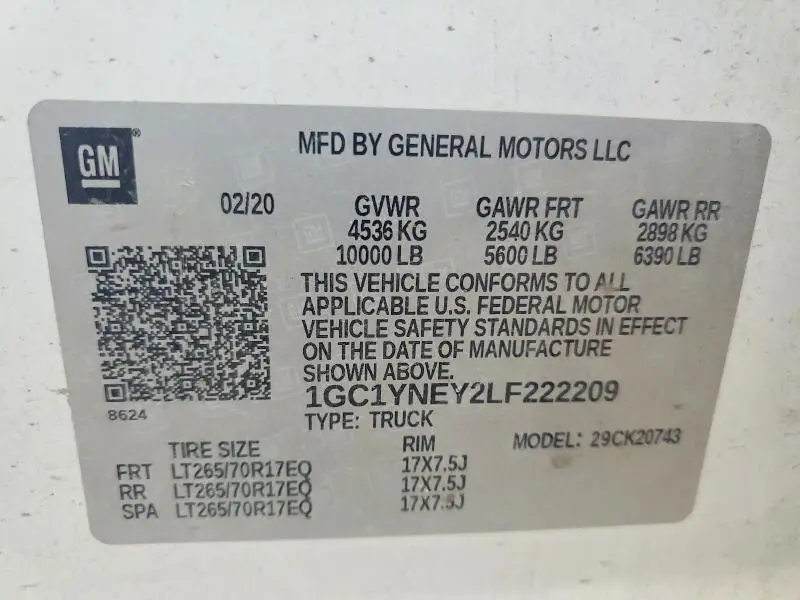 GM®
MFD BY GENERAL MOTORS LLC
02/20 GVWR GAWR FRT GAWR RR
4536 KG 2540 KG 2898 KG
10000 LB 5600 LB 6390 LB
THIS VEHICLE CONFORMS TO ALL
APPLICABLE U.S. FEDERAL MOTOR
VEHICLE SAFETY STANDARDS IN EFFECT
ON THE DATE OF MANUFACTURE
SHOWN ABOVE.
1GC1YNEY2LF222209
8624
TYPE: TRUCK
TIRE SIZE RIM MODEL: 29CK20743
FRT LT265/70R17EQ 17X7.5J
RR LT265/70R17EQ 17X7.5J
SPA LT265/70R17EQ 17X7.5J